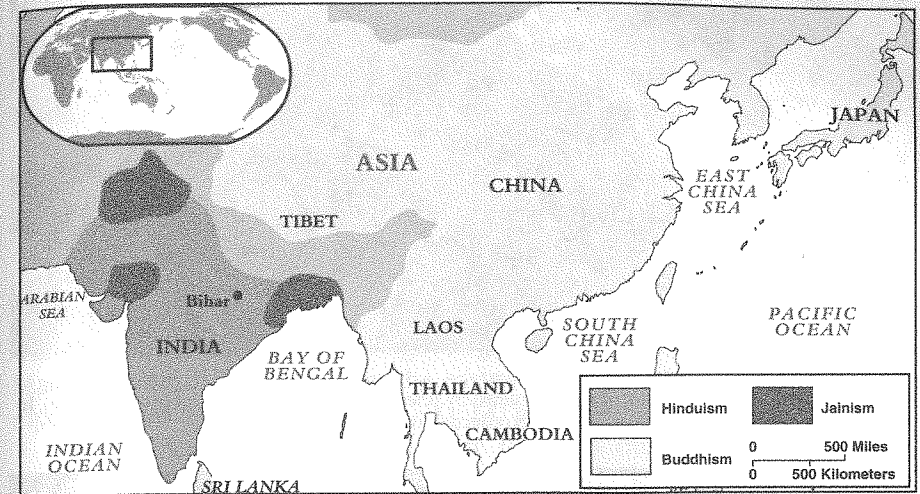 ASIA
CHINA
JAPAN
EAST
CHINA
SEA
TIBET
ARABIAN
SEA
Bihar
INDIA
BAY OF
BENGAL
LAOS
SOUTH
CHINA
SEA
PACIFIC
OCEAN
THAILAND
CAMBODIA
INDIAN
OCEAN
SRI LANKA
Hinduism
Jainism
Buddhism
0 500 Miles
0 500 Kilometers